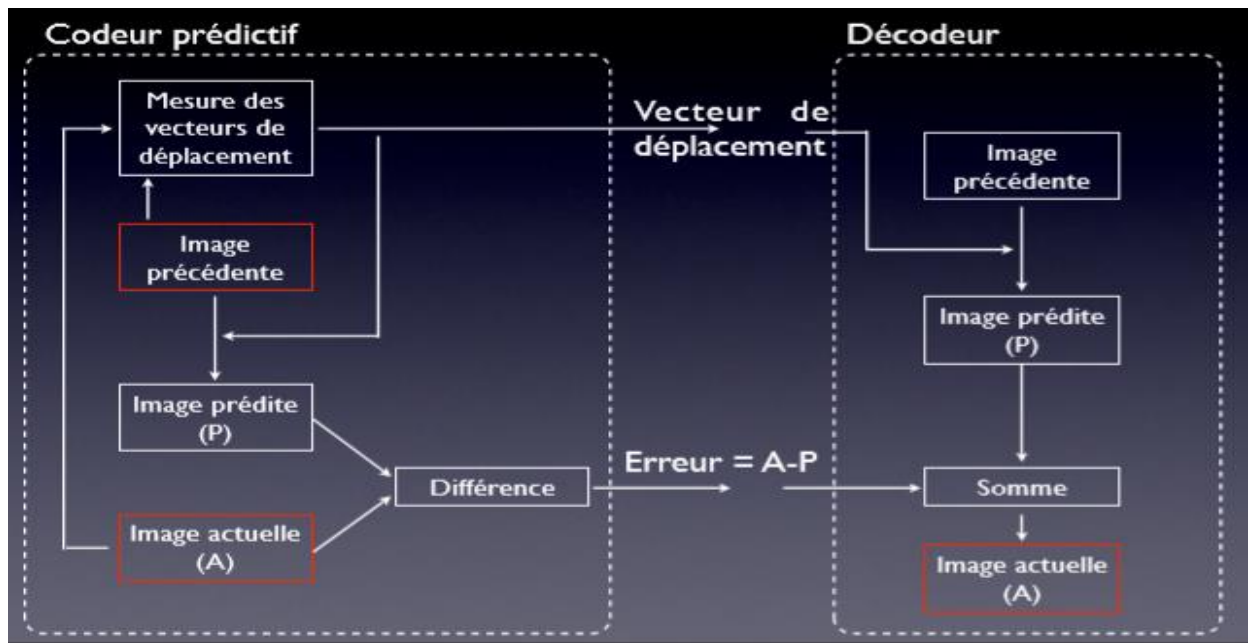 Codeur prédictif
Mesure des
vecteurs de
déplacement
Image
précédente
Image prédite
(P)
Différence
Image actuelle
(A)
Vecteur de
déplacement
Erreur = A-P
Décodeur
Image
précédente
Image prédite
(P)
Somme
Image actuelle
(A)